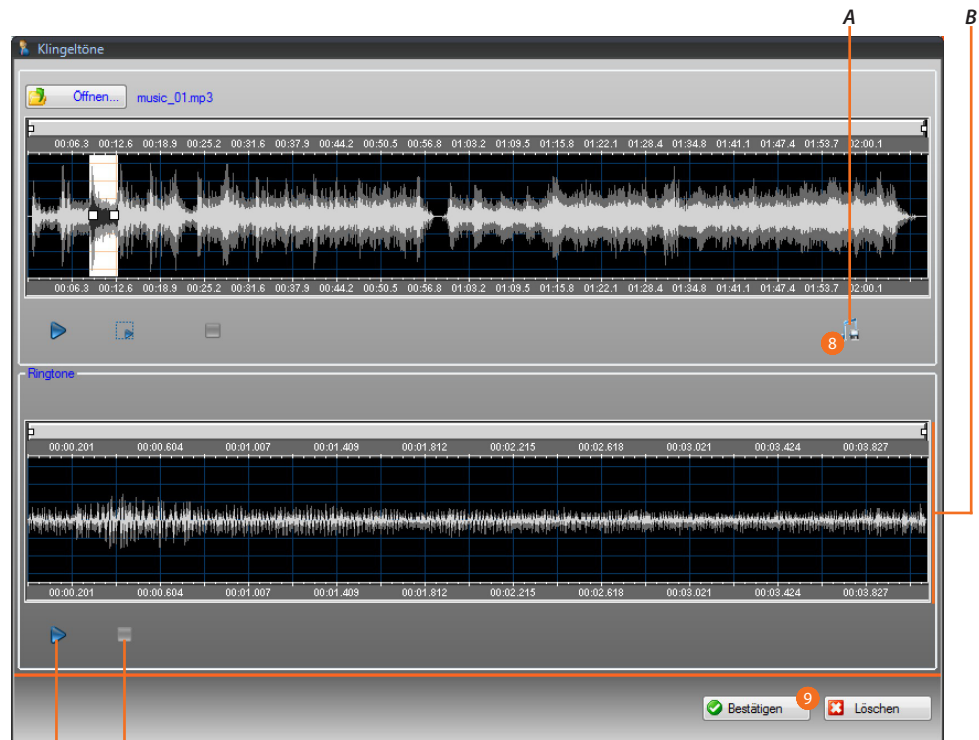 A B
Klingeltöne
Öffnen... music_01.mp3
00:06.3 00:12.6 00:18.9 00:25.2 00:31.6 00:37.9 00:44.2 00:50.5 00:56.8 01:03.2 01:09.5 01:15.8 01:22.1 01:28.4 01:34.8 01:41.1 01:47.4 01:53.7 02:00.1
00:06.3 00:12.6 00:18.9 00:25.2 00:31.6 00:37.9 00:44.2 00:50.5 00:56.8 01:03.2 01:09.5 01:15.8 01:22.1 01:28.4 01:34.8 01:41.1 01:47.4 01:53.7 02:00.1
8
Ringtone
00:00.201 00:00.604 00:01.007 00:01.409 00:01.812 00:02.215 00:02.618 00:03.021 00:03.424 00:03.827
00:00.201 00:00.604 00:01.007 00:01.409 00:01.812 00:02.215 00:02.618 00:03.021 00:03.424 00:03.827
Bestätigen 9 Löschen